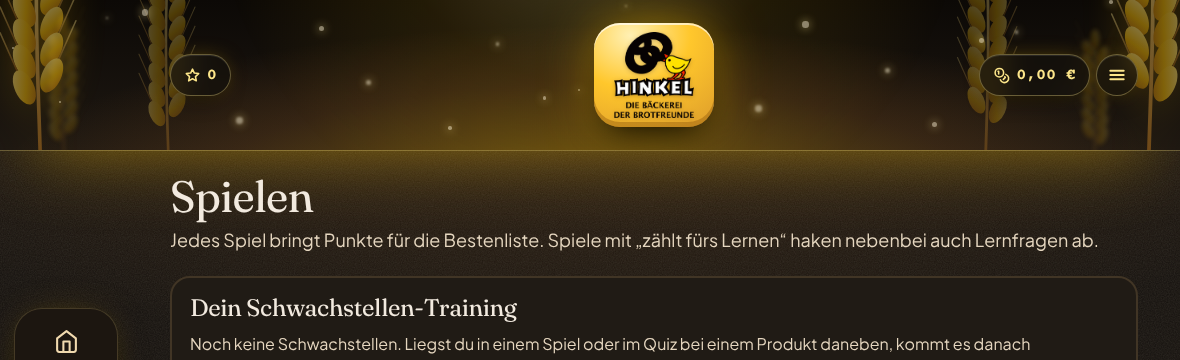 0
HINKEL
DIE BÄCKEREI
DER BROTFREUNDE
0,00 €
Spielen
Jedes Spiel bringt Punkte für die Bestenliste. Spiele mit „zählt fürs Lernen“ haken nebenbei auch Lernfragen ab.
Dein Schwachstellen-Training
Noch keine Schwachstellen. Liegst du in einem Spiel oder im Quiz bei einem Produkt daneben, kommt es danach